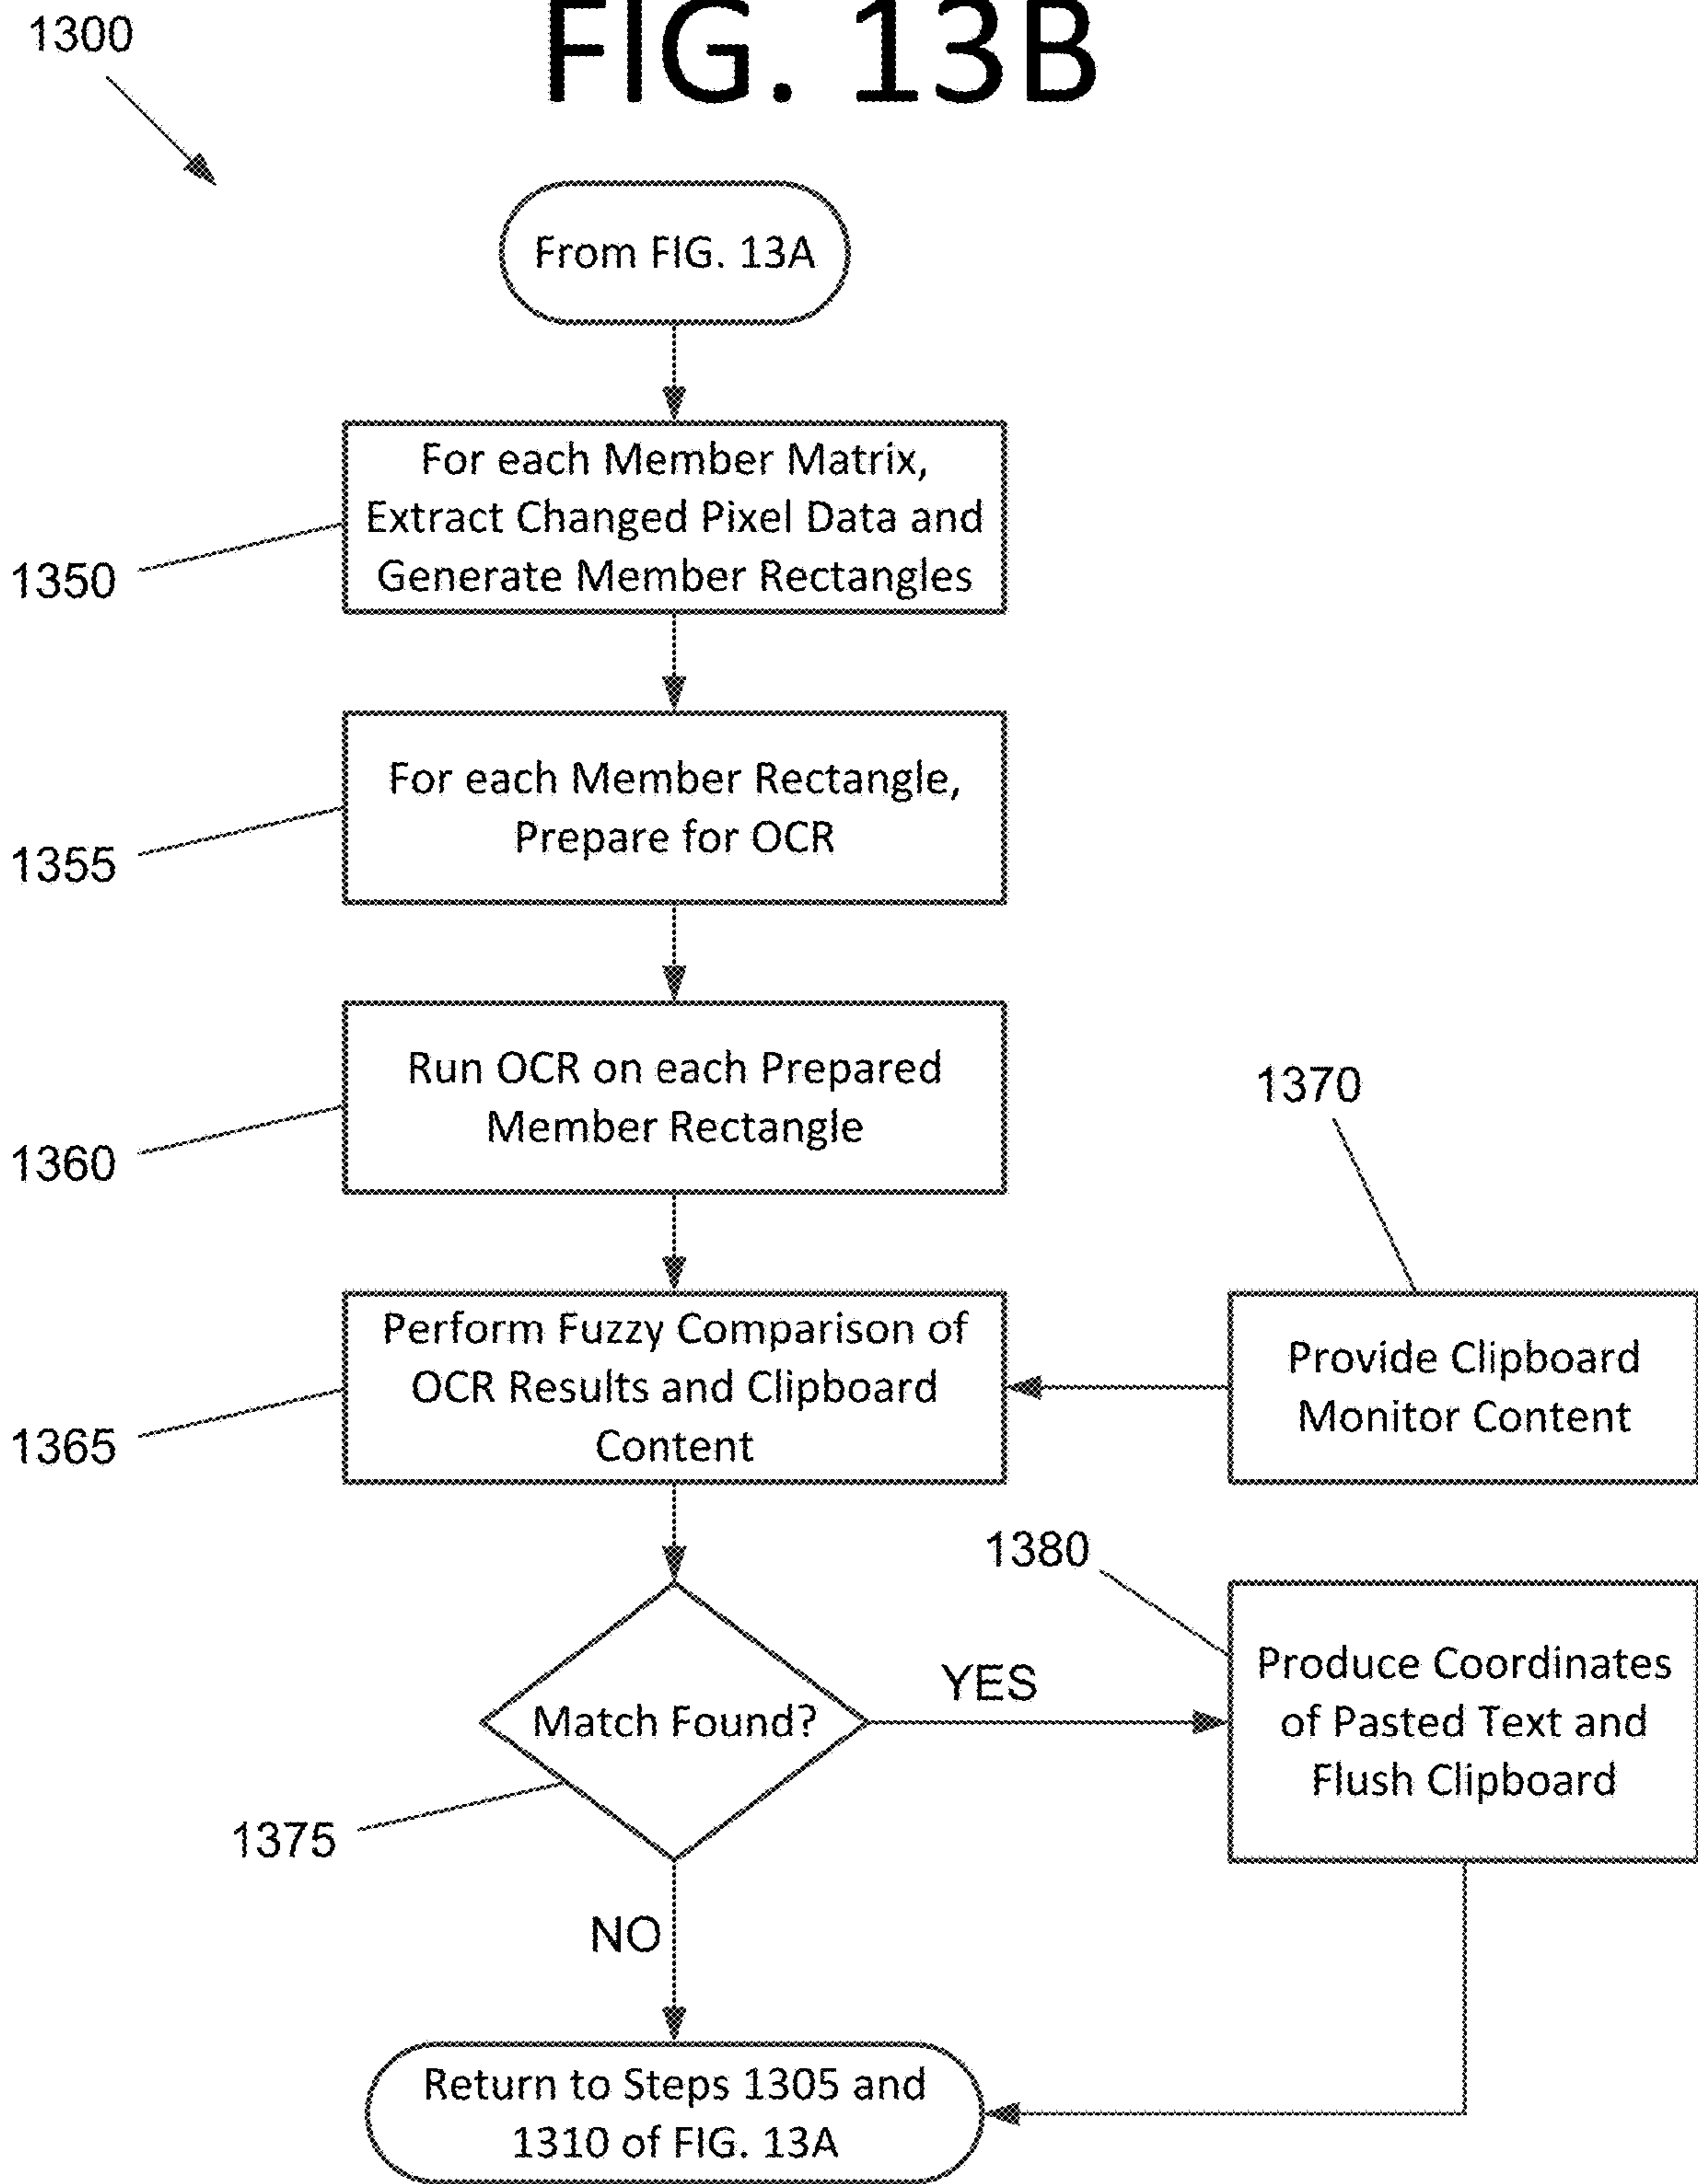 FIG. 13B
1300
From FIG. 13A
For each Member Matrix,
Extract Changed Pixel Data and
Generate Member Rectangles
1350
For each Member Rectangle,
Prepare for OCR
1355
Run OCR on each Prepared
Member Rectangle
1360
1370
Perform Fuzzy Comparison of
OCR Results and Clipboard
Content
1365
Provide Clipboard
Monitor Content
1380
Match Found?
1375
YES
Produce Coordinates
of Pasted Text and
Flush Clipboard
NO
Return to Steps 1305 and
1310 of FIG. 13A